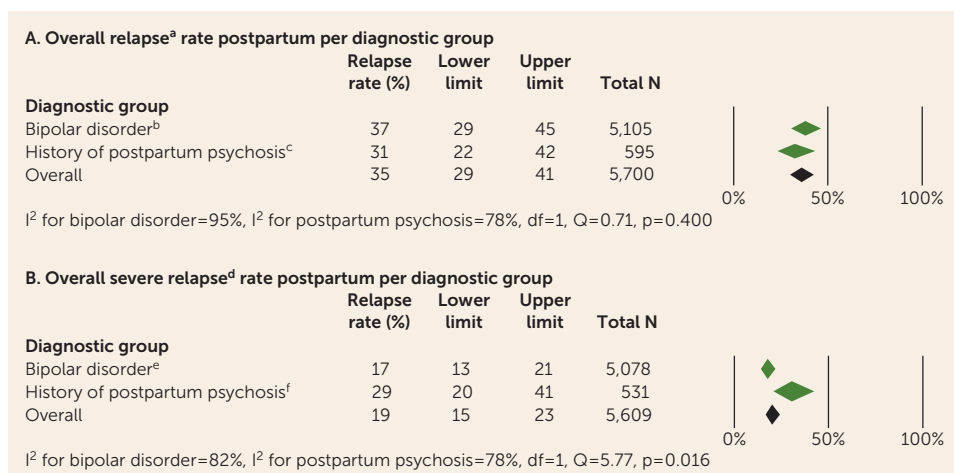 A. Overall relapseᵃ rate postpartum per diagnostic group
Relapse Lower Upper
rate (%) limit limit Total N
Diagnostic group
Bipolar disorderᵇ 37 29 45 5,105
History of postpartum psychosisᶜ 31 22 42 595
Overall 35 29 41 5,700
0% 50% 100%
I² for bipolar disorder=95%, I² for postpartum psychosis=78%, df=1, Q=0.71, p=0.400
B. Overall severe relapseᵈ rate postpartum per diagnostic group
Relapse Lower Upper
rate (%) limit limit Total N
Diagnostic group
Bipolar disorderᵉ 17 13 21 5,078
History of postpartum psychosisᶠ 29 20 41 531
Overall 19 15 23 5,609
0% 50% 100%
I² for bipolar disorder=82%, I² for postpartum psychosis=78%, df=1, Q=5.77, p=0.016